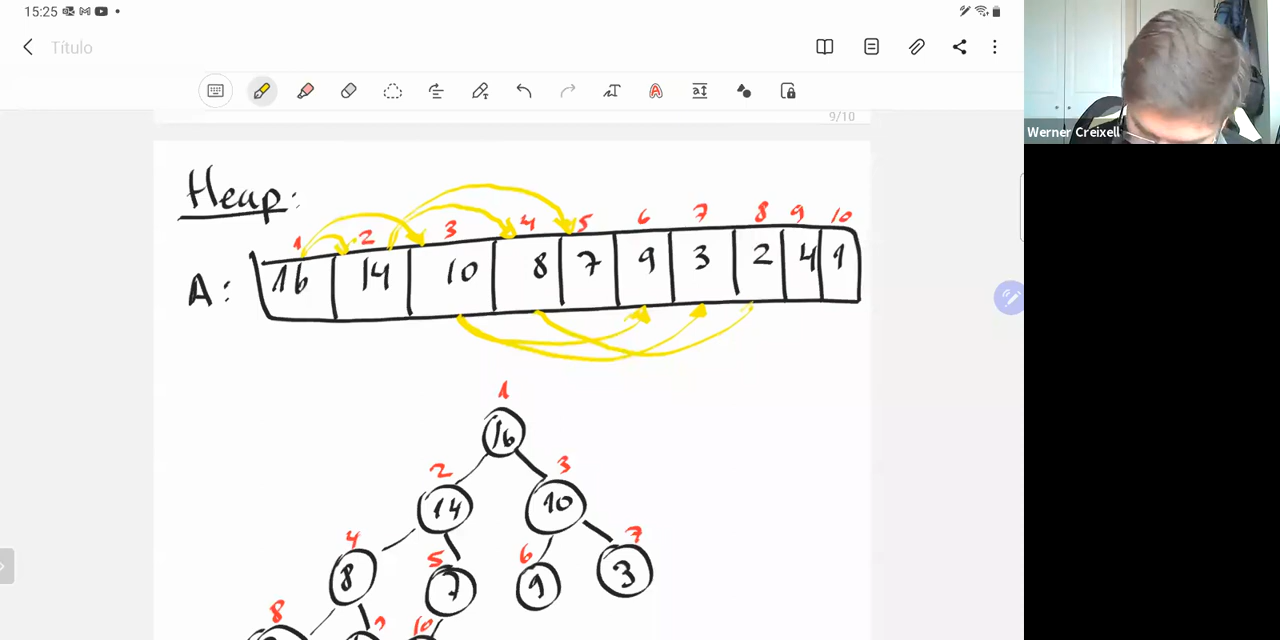 15:25
Título
9/10
Werner Creixell
Heap:
1 2 3 4 5 6 7 8 9 10
A: 16 14 10 8 7 9 3 2 4 1
1
16
2 3
14 10
4 5 6 7
8 7 9 3
8 9 10